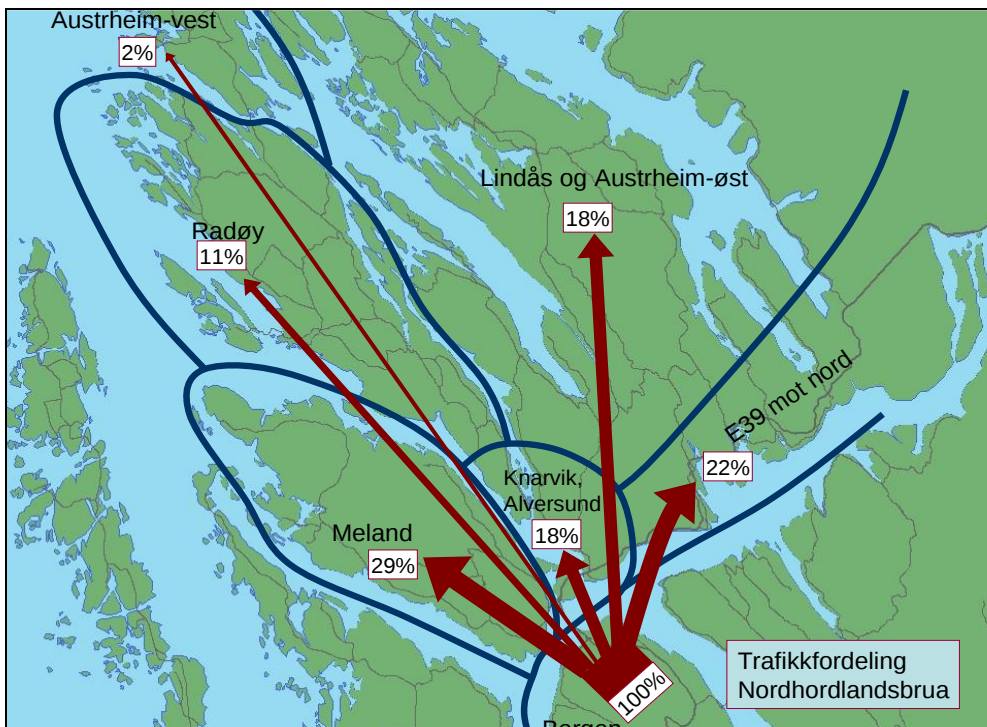 Austrheim-vest
2%
Lindås og Austrheim-øst
18%
Radøy
11%
E39 mot nord
22%
Knarvik,
Alversund
18%
Meland
29%
100%
Trafikkfordeling
Nordhordlandsbrua
Bergen